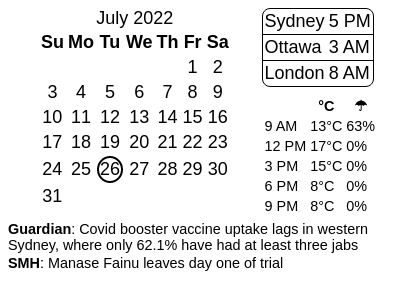 July 2022
Su Mo Tu We Th Fr Sa
1 2
3 4 5 6 7 8 9
10 11 12 13 14 15 16
17 18 19 20 21 22 23
24 25 26 27 28 29 30
31
Sydney 5 PM
Ottawa 3 AM
London 8 AM
°C ☂
9 AM 13°C 63%
12 PM 17°C 0%
3 PM 15°C 0%
6 PM 8°C 0%
9 PM 8°C 0%
Guardian: Covid booster vaccine uptake lags in western
Sydney, where only 62.1% have had at least three jabs
SMH: Manase Fainu leaves day one of trial